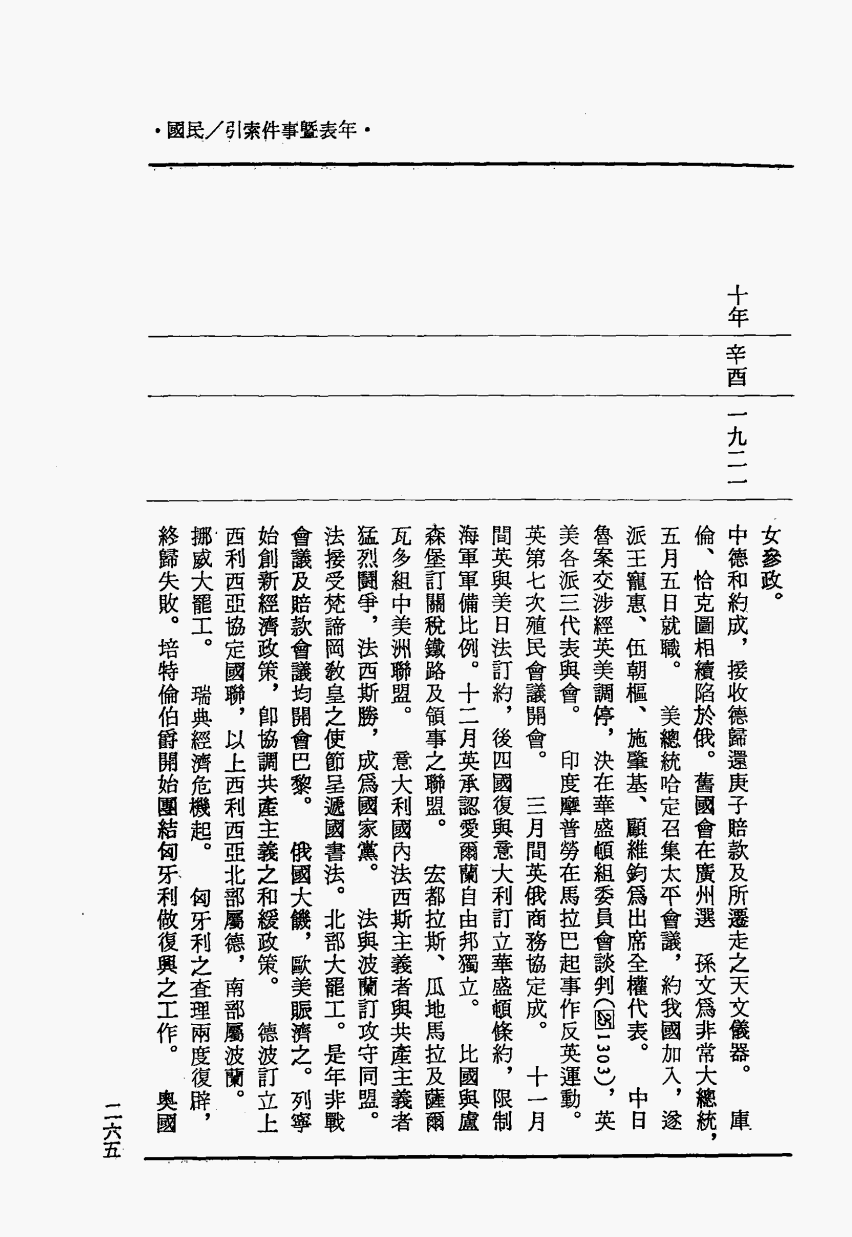 ·國民／引索件事暨表年·
十年
辛酉
一九二一
女參政。
中德和約成，接收德歸還庚子賠款及所遷走之天文儀器。　庫
倫、恰克圖相續陷於俄。舊國會在廣州選　孫文爲非常大總統，
五月五日就職。　美總統哈定召集太平會議，約我國加入，遂
派王寵惠、伍朝樞、施肇基、顧維鈞爲出席全權代表。　中日
魯案交涉經英美調停，決在華盛頓組委員會談判(図1303)，英
美各派三代表與會。　印度摩普勞在馬拉巴起事作反英運動。
英第七次殖民會議開會。　三月間英俄商務協定成。　十一月
間英與美日法訂約，後四國復與意大利訂立華盛頓條約，限制
海軍軍備比例。十二月英承認愛爾蘭自由邦獨立。　比國與盧
森堡訂關稅鐵路及領事之聯盟。　宏都拉斯、瓜地馬拉及薩爾
瓦多組中美洲聯盟。　意大利國內法西斯主義者與共產主義者
猛烈鬪爭，法西斯勝，成爲國家黨。　法與波蘭訂攻守同盟。
法接受梵諦岡教皇之使節呈遞國書法。北部大罷工。是年非戰
會議及賠款會議均開會巴黎。　俄國大饑，歐美賑濟之。列寧
始創新經濟政策，卽協調共產主義之和緩政策。　德波訂立上
西利西亞協定國聯，以上西利西亞北部屬德，南部屬波蘭。
挪威大罷工。　瑞典經濟危機起。　匈牙利之查理兩度復辟，
終歸失敗。培特倫伯爵開始團結匈牙利做復興之工作。　奧國
二六五